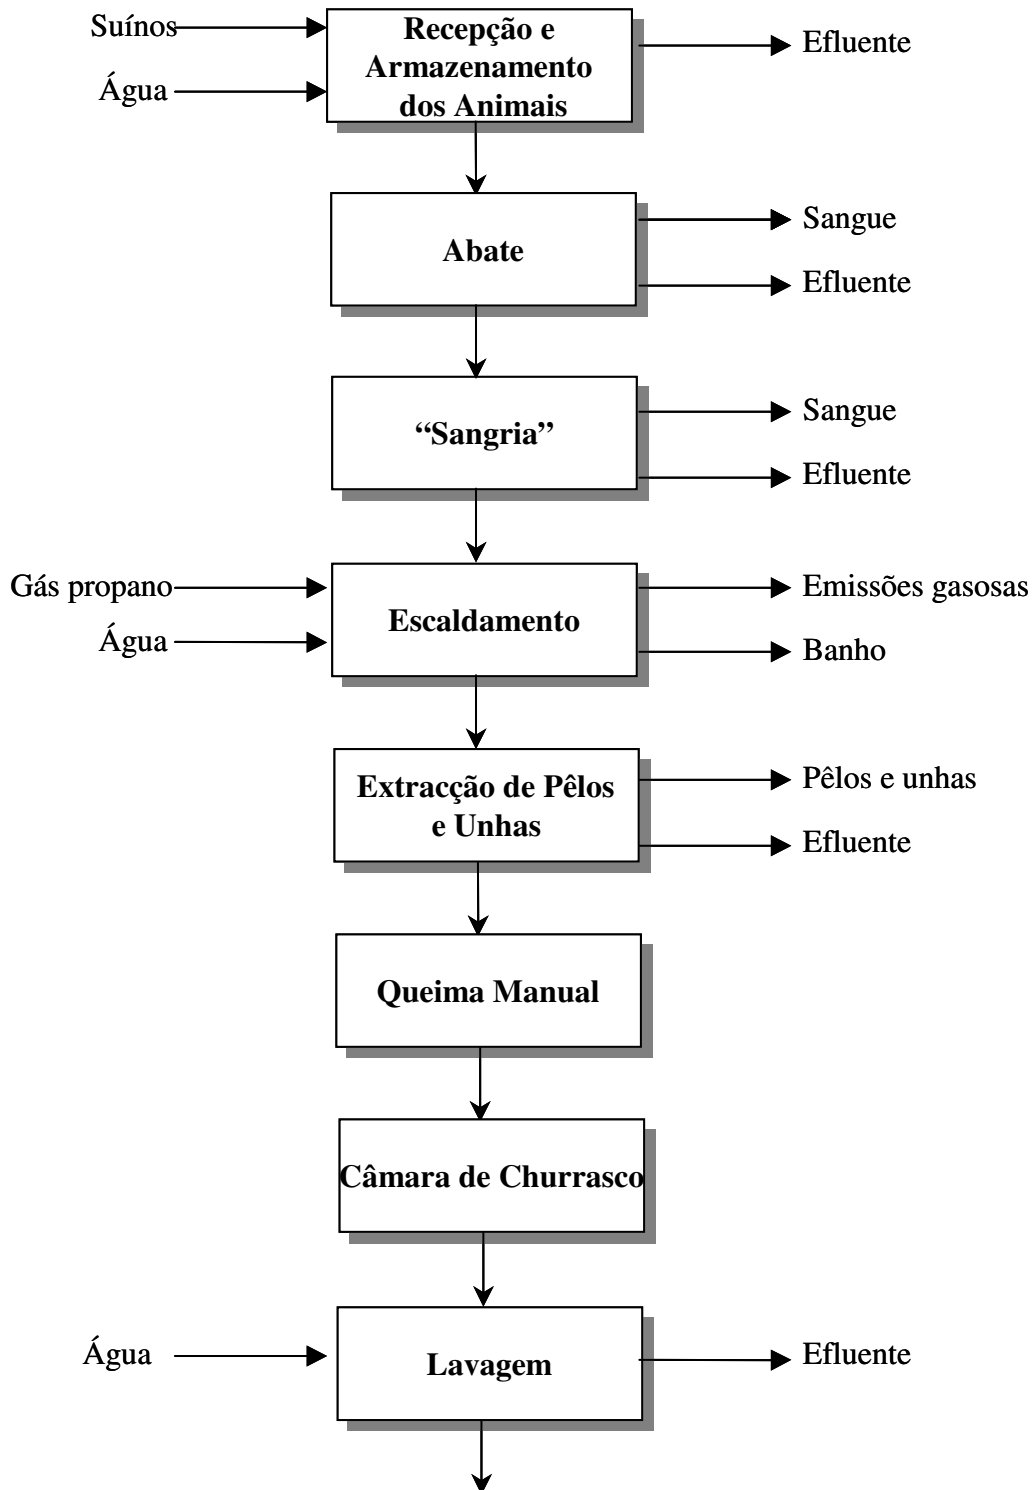 Suínos
Água
Recepção e
Armazenamento
dos Animais
Efluente
Abate
Sangue
Efluente
“Sangria”
Sangue
Efluente
Gás propano
Água
Escaldamento
Emissões gasosas
Banho
Extracção de Pêlos
e Unhas
Pêlos e unhas
Efluente
Queima Manual
Câmara de Churrasco
Água
Lavagem
Efluente